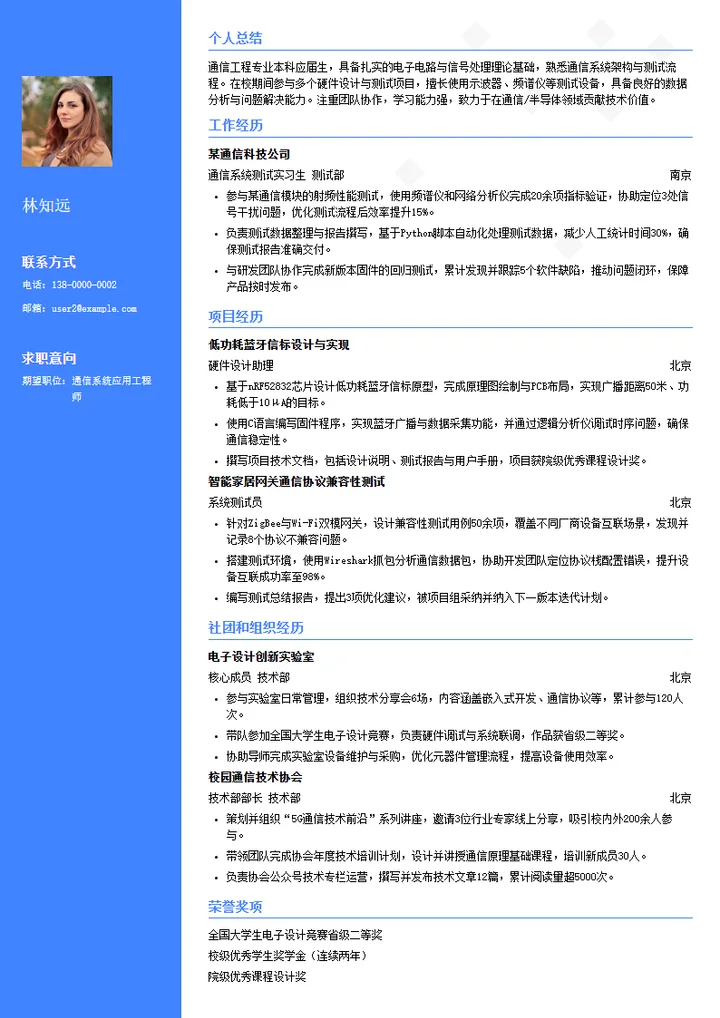 林知远
联系方式
电话：138-0000-0002
邮箱：user2@example.com
求职意向
期望职位：通信系统应用工程
师
个人总结
通信工程专业本科应届生，具备扎实的电子电路与信号处理理论基础，熟悉通信系统架构与测试流
程。在校期间参与多个硬件设计与测试项目，擅长使用示波器、频谱仪等测试设备，具备良好的数据
分析与问题解决能力。注重团队协作，学习能力强，致力于在通信/半导体领域贡献技术价值。
工作经历
某通信科技公司
通信系统测试实习生 测试部 南京
• 参与某通信模块的射频性能测试，使用频谱仪和网络分析仪完成20余项指标验证，协助定位3处信
号干扰问题，优化测试流程后效率提升15%。
• 负责测试数据整理与报告撰写，基于Python脚本自动化处理测试数据，减少人工统计时间30%，确
保测试报告准确交付。
• 与研发团队协作完成新版本固件的回归测试，累计发现并跟踪5个软件缺陷，推动问题闭环，保障
产品按时发布。
项目经历
低功耗蓝牙信标设计与实现
硬件设计助理 北京
• 基于nRF52832芯片设计低功耗蓝牙信标原型，完成原理图绘制与PCB布局，实现广播距离50米、功
耗低于10μA的目标。
• 使用C语言编写固件程序，实现蓝牙广播与数据采集功能，并通过逻辑分析仪调试时序问题，确保
通信稳定性。
• 撰写项目技术文档，包括设计说明、测试报告与用户手册，项目获院级优秀课程设计奖。
智能家居网关通信协议兼容性测试
系统测试员 北京
• 针对ZigBee与Wi-Fi双模网关，设计兼容性测试用例50余项，覆盖不同厂商设备互联场景，发现并
记录8个协议不兼容问题。
• 搭建测试环境，使用Wireshark抓包分析通信数据包，协助开发团队定位协议栈配置错误，提升设
备互联成功率至98%。
• 编写测试总结报告，提出3项优化建议，被项目组采纳并纳入下一版本迭代计划。
社团和组织经历
电子设计创新实验室
核心成员 技术部 北京
• 参与实验室日常管理，组织技术分享会6场，内容涵盖嵌入式开发、通信协议等，累计参与120人
次。
• 带队参加全国大学生电子设计竞赛，负责硬件调试与系统联调，作品获省级二等奖。
• 协助导师完成实验室设备维护与采购，优化元器件管理流程，提高设备使用效率。
校园通信技术协会
技术部部长 技术部 北京
• 策划并组织“5G通信技术前沿”系列讲座，邀请3位行业专家线上分享，吸引校内外200余人参
与。
• 带领团队完成协会年度技术培训计划，设计并讲授通信原理基础课程，培训新成员30人。
• 负责协会公众号技术专栏运营，撰写并发布技术文章12篇，累计阅读量超5000次。
荣誉奖项
全国大学生电子设计竞赛省级二等奖
校级优秀学生奖学金（连续两年）
院级优秀课程设计奖